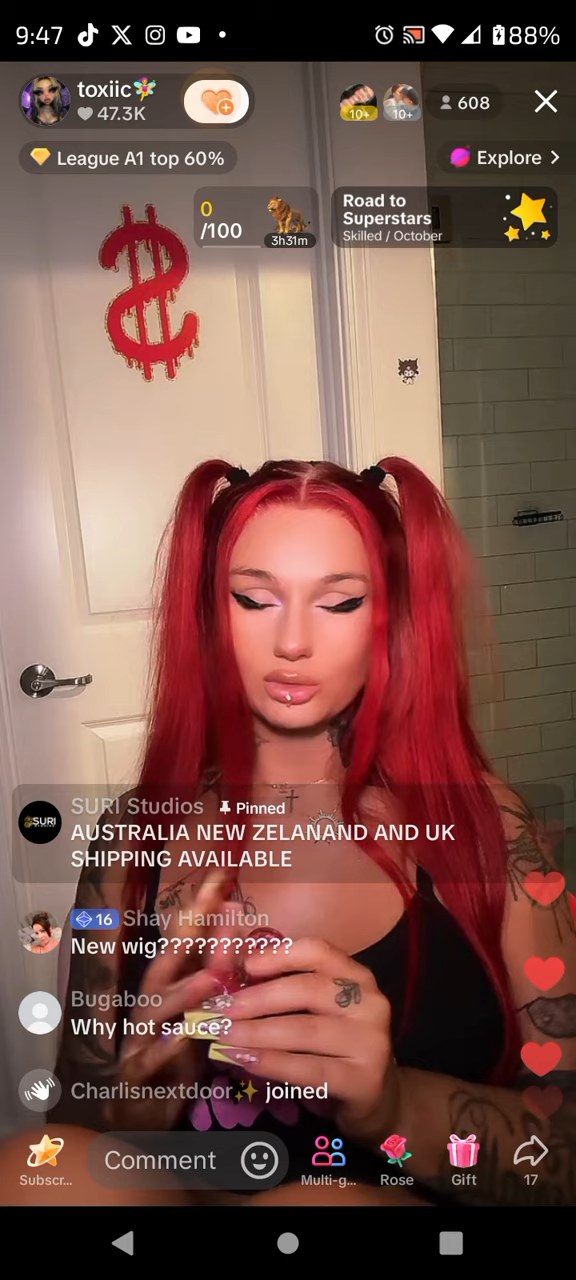 9:47
88%
toxiic
47.3K
10+
10+
608
League A1 top 60%
Explore
0
/100
3h31m
Road to
Superstars
Skilled / October
SURI Studios Pinned
AUSTRALIA NEW ZELANAND AND UK
SHIPPING AVAILABLE
SURI
16 Shay Hamilton
New wig???????????
Bugaboo
Why hot sauce?
Charlisnextdoor joined
Comment
Subscr...
Multi-g...
Rose
Gift
17